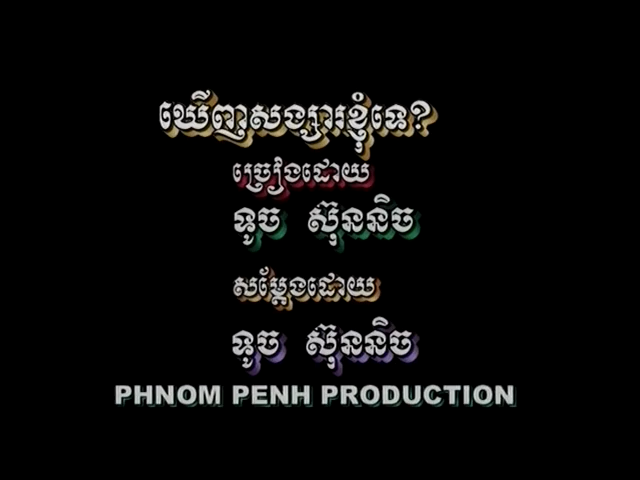 ឃើញសង្សារខ្ញុំទេ?
ច្រៀងដោយ
ទូច ស៊ុននិច
សម្ដែងដោយ
ទូច ស៊ុននិច
PHNOM PENH PRODUCTION